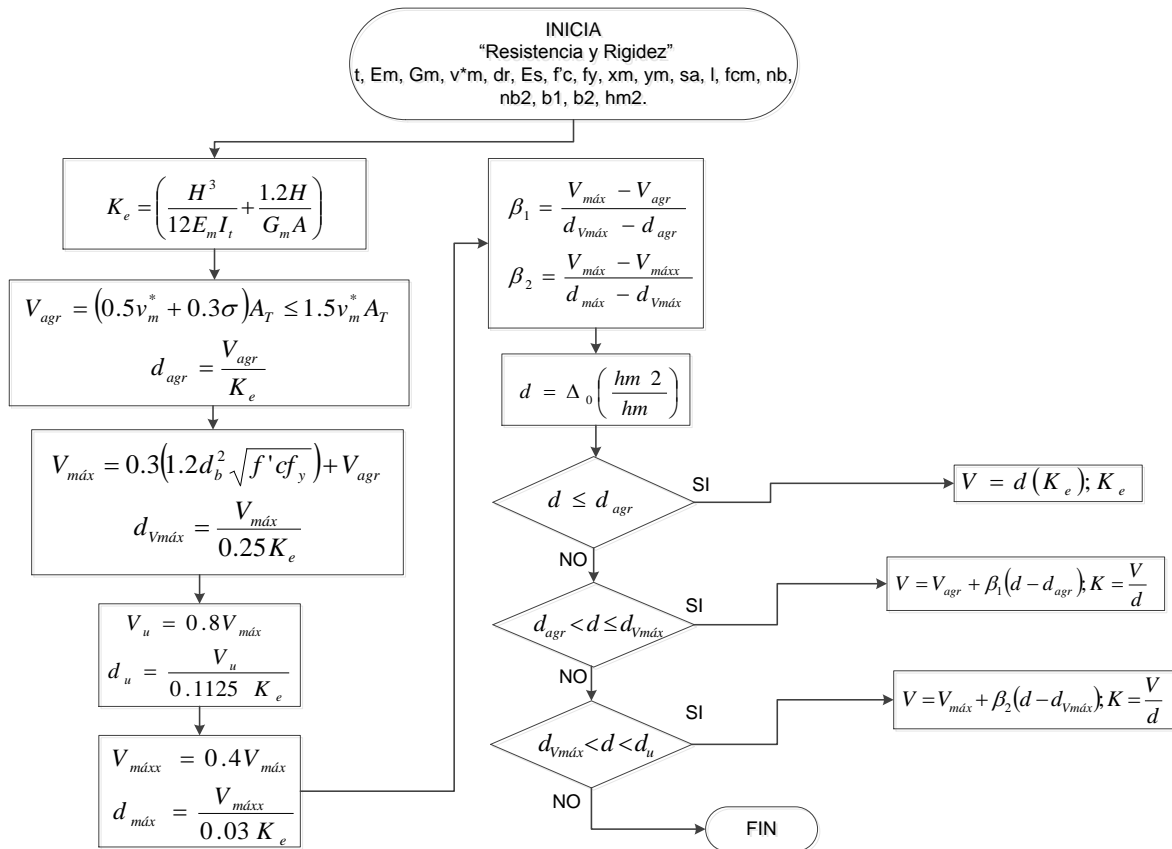 INICIA
“Resistencia y Rigidez”
t, Em, Gm, v*m, dr, Es, f'c, fy, xm, ym, sa, l, fcm, nb,
nb2, b1, b2, hm2.
K_e = (H^3/(12E_m I_t) + 1.2H/(G_m A))
V_agr = (0.5v_m^* + 0.3σ)A_T ≤ 1.5v_m^* A_T
d_agr = V_agr/K_e
V_máx = 0.3(1.2d_b^2 √(f'cf_y)) + V_agr
d_Vmáx = V_máx/(0.25K_e)
V_u = 0.8V_máx
d_u = V_u/(0.1125 K_e)
V_máxx = 0.4V_máx
d_máx = V_máxx/(0.03 K_e)
β_1 = (V_máx − V_agr)/(d_Vmáx − d_agr)
β_2 = (V_máx − V_máxx)/(d_máx − d_Vmáx)
d = Δ_0 (hm 2/hm)
d ≤ d_agr
SI
V = d(K_e); K_e
NO
d_agr < d ≤ d_Vmáx
SI
V = V_agr + β_1(d − d_agr); K = V/d
NO
d_Vmáx < d < d_u
SI
V = V_máx + β_2(d − d_Vmáx); K = V/d
NO
FIN